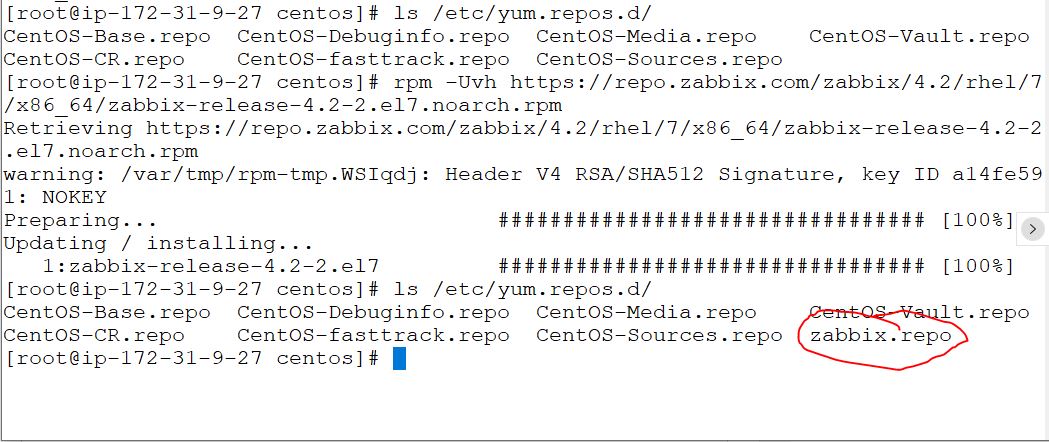 [root@ip-172-31-9-27 centos]# ls /etc/yum.repos.d/
CentOS-Base.repo  CentOS-Debuginfo.repo  CentOS-Media.repo    CentOS-Vault.repo
CentOS-CR.repo    CentOS-fasttrack.repo  CentOS-Sources.repo
[root@ip-172-31-9-27 centos]# rpm -Uvh https://repo.zabbix.com/zabbix/4.2/rhel/7
/x86_64/zabbix-release-4.2-2.el7.noarch.rpm
Retrieving https://repo.zabbix.com/zabbix/4.2/rhel/7/x86_64/zabbix-release-4.2-2
.el7.noarch.rpm
warning: /var/tmp/rpm-tmp.WSIqdj: Header V4 RSA/SHA512 Signature, key ID a14fe59
1: NOKEY
Preparing...                          ################################# [100%]
Updating / installing...
   1:zabbix-release-4.2-2.el7         ################################# [100%]
[root@ip-172-31-9-27 centos]# ls /etc/yum.repos.d/
CentOS-Base.repo  CentOS-Debuginfo.repo  CentOS-Media.repo    CentOS-Vault.repo
CentOS-CR.repo    CentOS-fasttrack.repo  CentOS-Sources.repo  zabbix.repo
[root@ip-172-31-9-27 centos]#